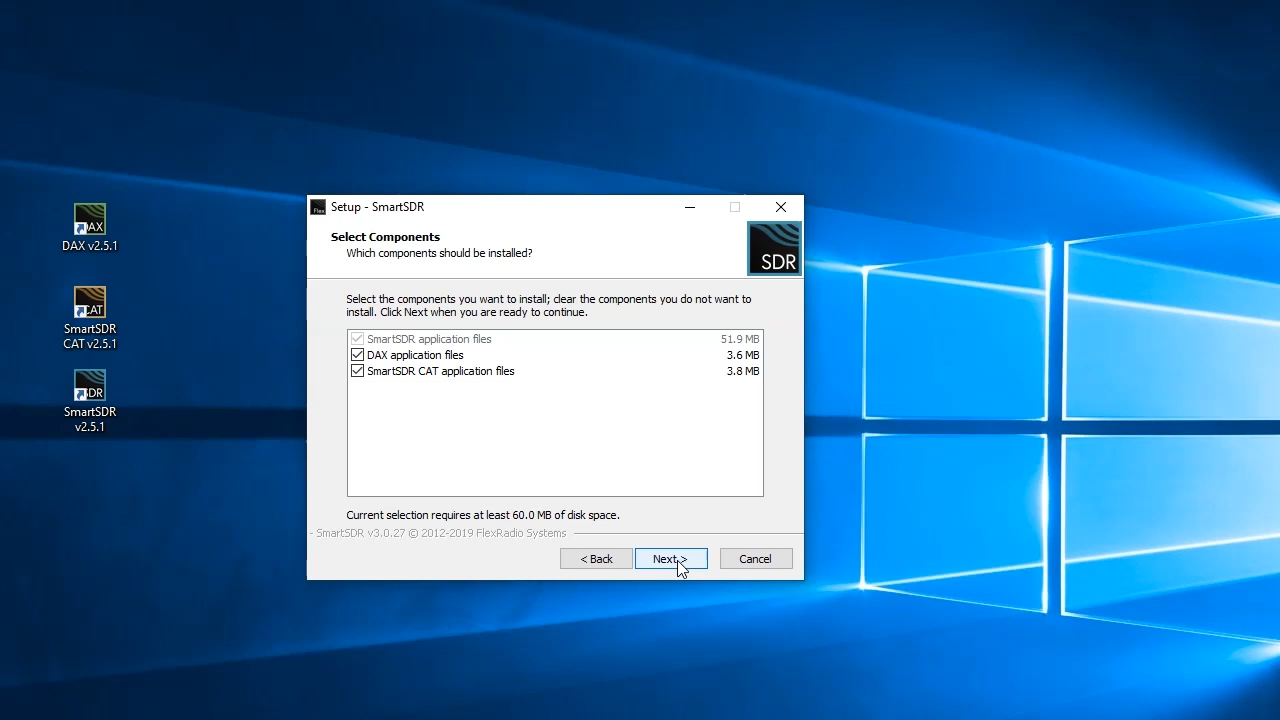 DAX
DAX v2.5.1
CAT
SmartSDR
CAT v2.5.1
SDR
SmartSDR
v2.5.1
Flex
Setup - SmartSDR
Select Components
Which components should be installed?
SDR
Select the components you want to install; clear the components you do not want to
install. Click Next when you are ready to continue.
SmartSDR application files 51.9 MB
DAX application files 3.6 MB
SmartSDR CAT application files 3.8 MB
Current selection requires at least 60.0 MB of disk space.
- SmartSDR v3.0.27 © 2012-2019 FlexRadio Systems
< Back Next > Cancel